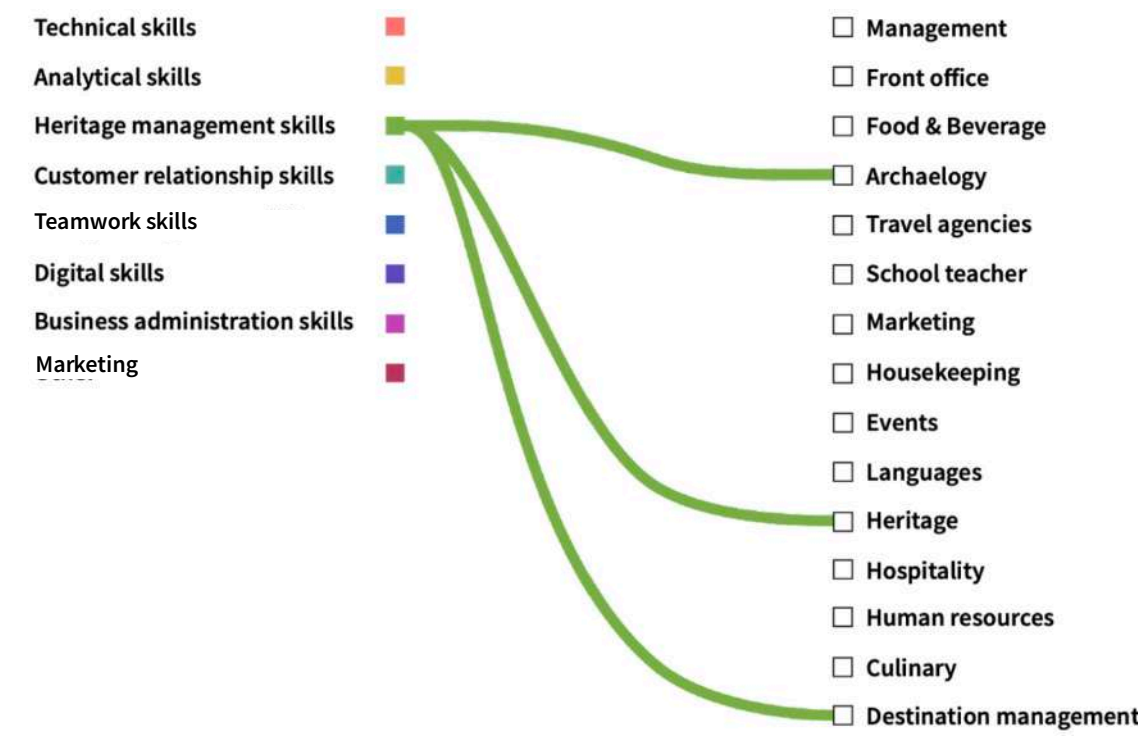 Technical skills
Analytical skills
Heritage management skills
Customer relationship skills
Teamwork skills
Digital skills
Business administration skills
Marketing
Management
Front office
Food & Beverage
Archaelogy
Travel agencies
School teacher
Marketing
Housekeeping
Events
Languages
Heritage
Hospitality
Human resources
Culinary
Destination management